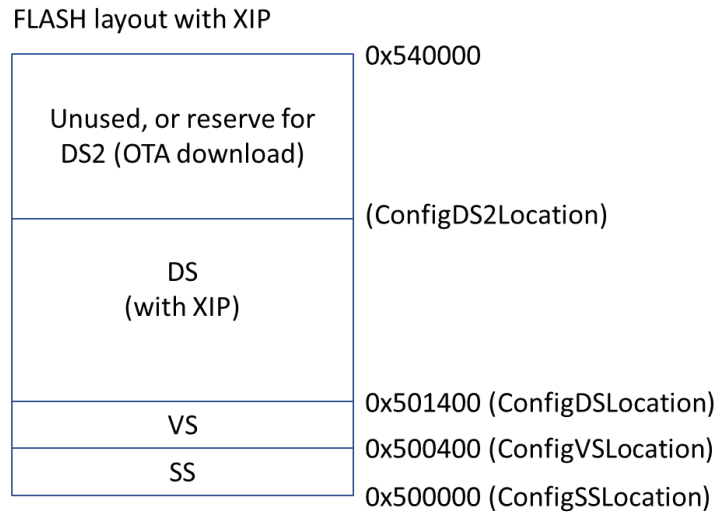 FLASH layout with XIP
0x540000
Unused, or reserve for
DS2 (OTA download)
(ConfigDS2Location)
DS
(with XIP)
0x501400 (ConfigDSLocation)
VS
0x500400 (ConfigVSLocation)
SS
0x500000 (ConfigSSLocation)